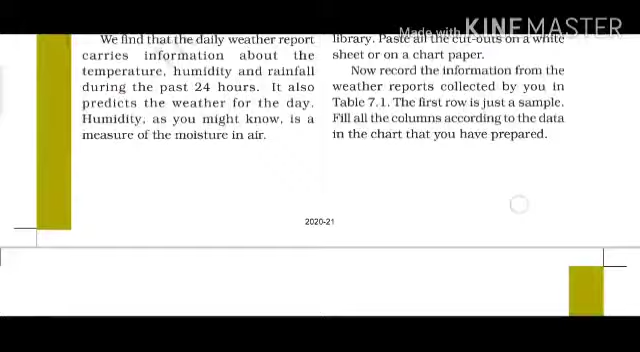 Made with KINEMASTER
We find that the daily weather report
carries information about the
temperature, humidity and rainfall
during the past 24 hours. It also
predicts the weather for the day.
Humidity, as you might know, is a
measure of the moisture in air.
library. Paste all the cut-outs on a white
sheet or on a chart paper.
Now record the information from the
weather reports collected by you in
Table 7.1. The first row is just a sample.
Fill all the columns according to the data
in the chart that you have prepared.
2020-21